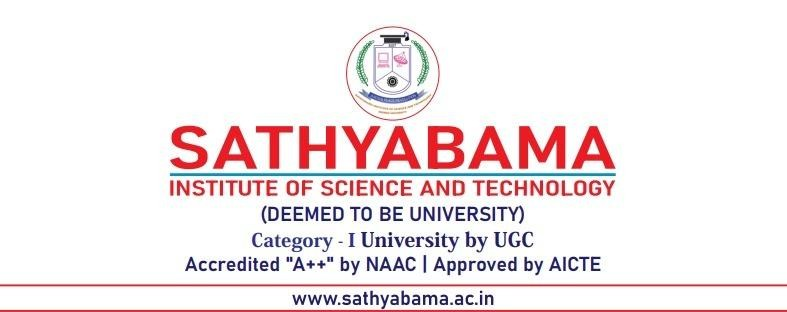 SATHYABAMA
INSTITUTE OF SCIENCE AND TECHNOLOGY
(DEEMED TO BE UNIVERSITY)
Category - I University by UGC
Accredited "A++" by NAAC | Approved by AICTE
www.sathyabama.ac.in